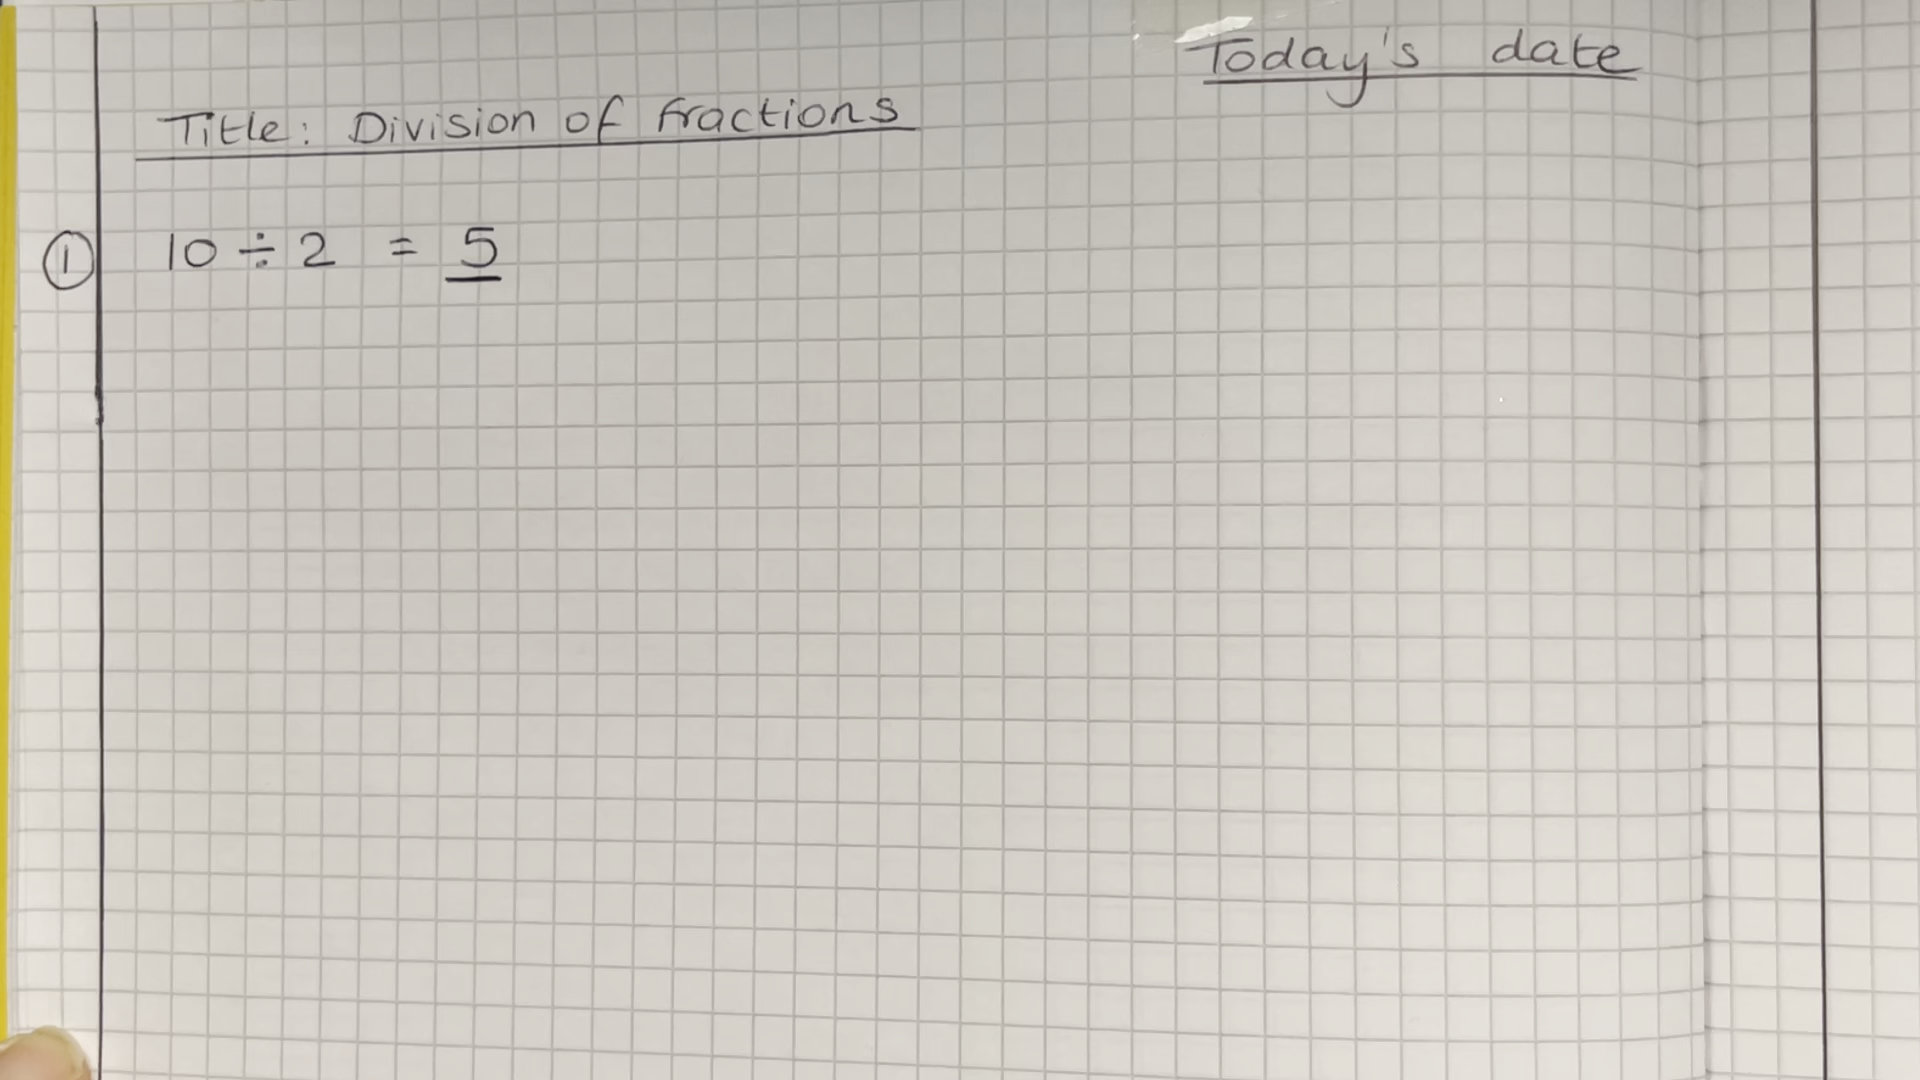 Today's date
Title: Division of fractions
① 10 ÷ 2 = 5